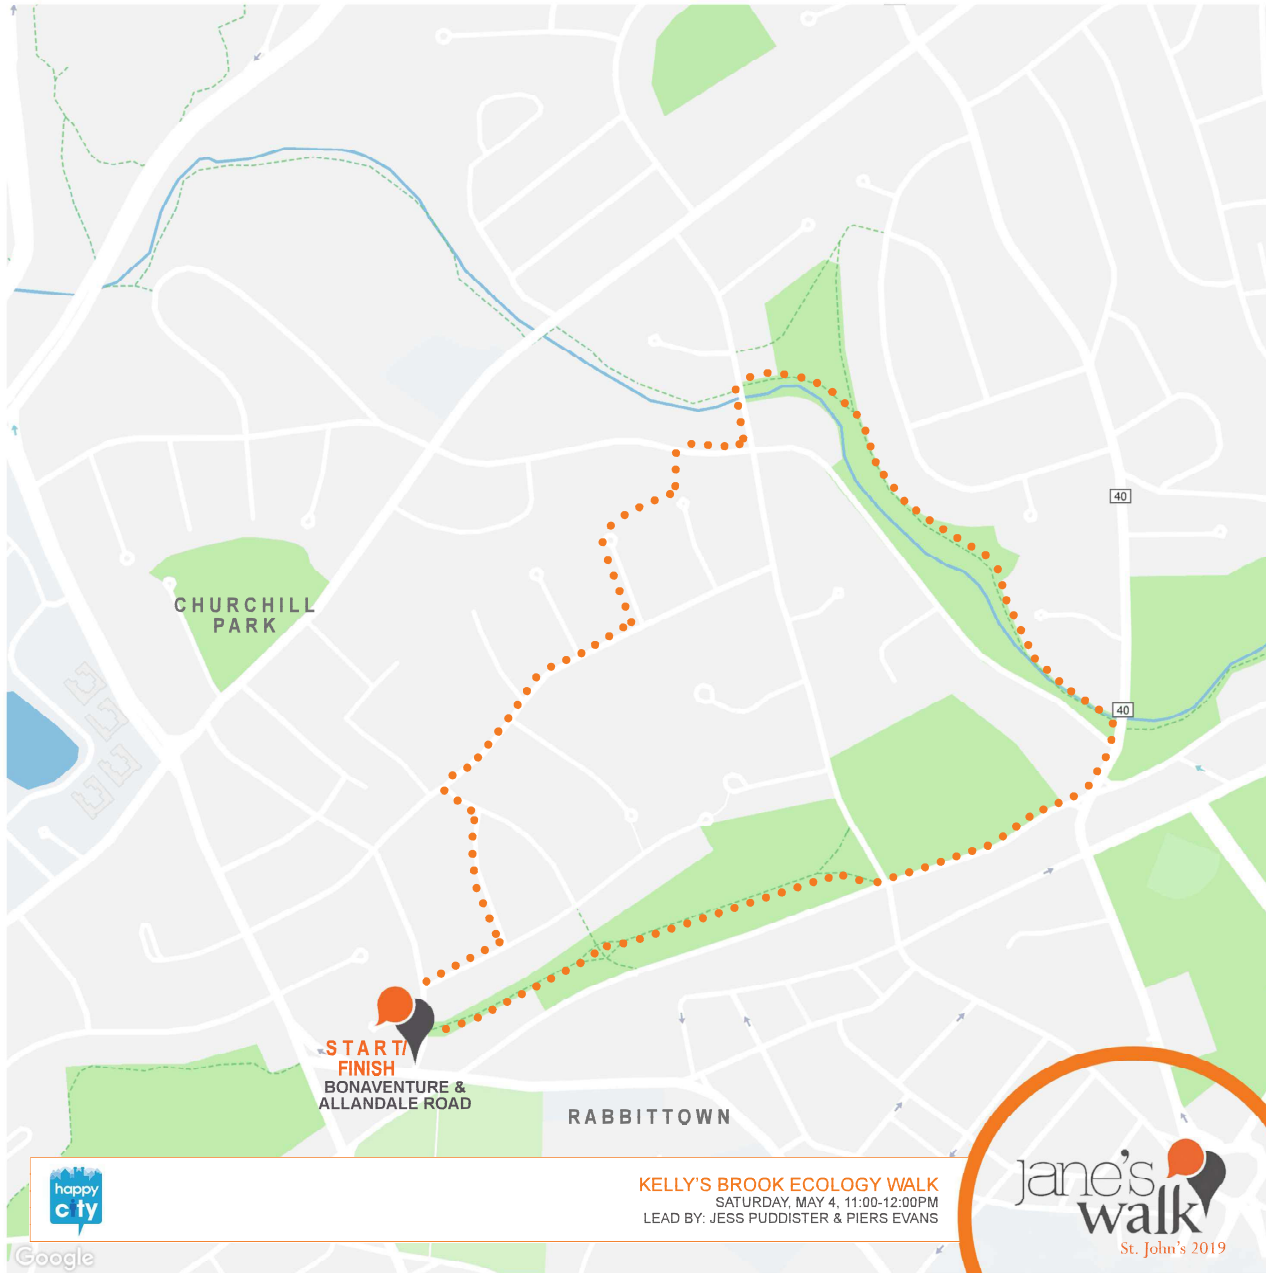 40
CHURCHILL
PARK
40
START/
FINISH
BONAVENTURE &
ALLANDALE ROAD
RABBITTOWN
happy
city
KELLY'S BROOK ECOLOGY WALK
SATURDAY, MAY 4, 11:00-12:00PM
LEAD BY: JESS PUDDISTER & PIERS EVANS
jane's
walk
St. John's 2019
Google